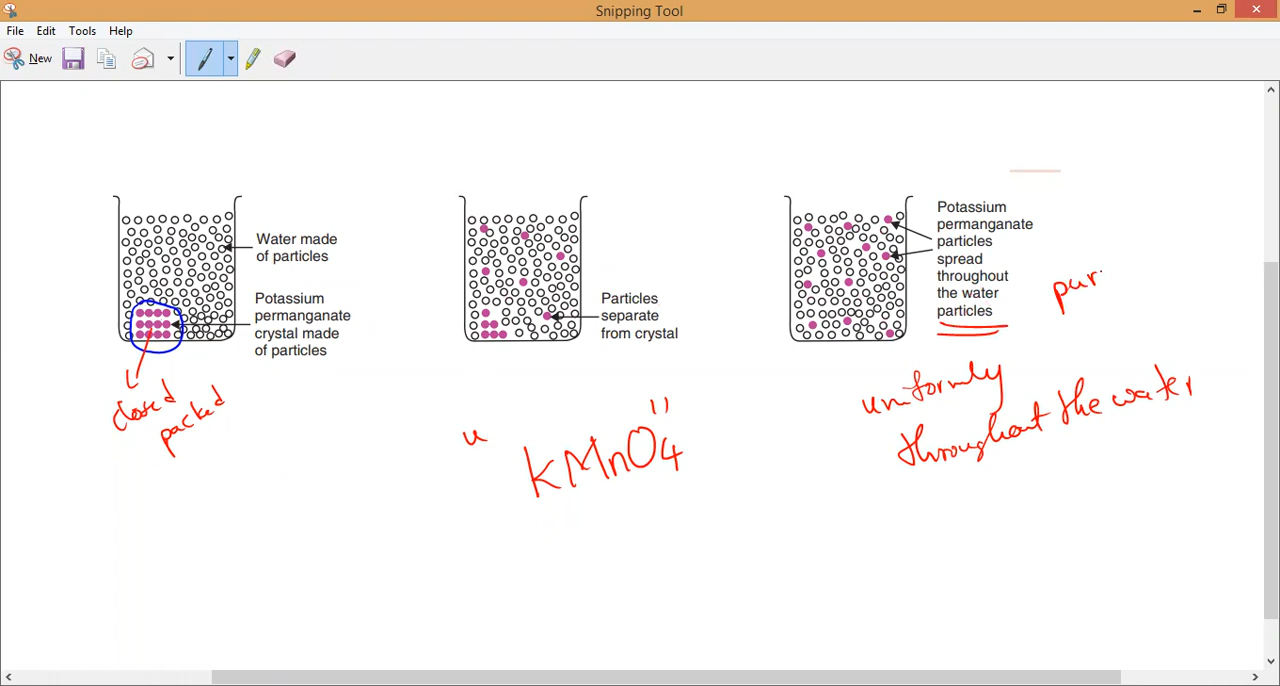 Snipping Tool
File Edit Tools Help
New
Water made
of particles
Potassium
permanganate
crystal made
of particles
closed
packed
Particles
separate
from crystal
" KMnO4 "
Potassium
permanganate
particles
spread
throughout
the water
particles
pur
uniformly
throughout the water